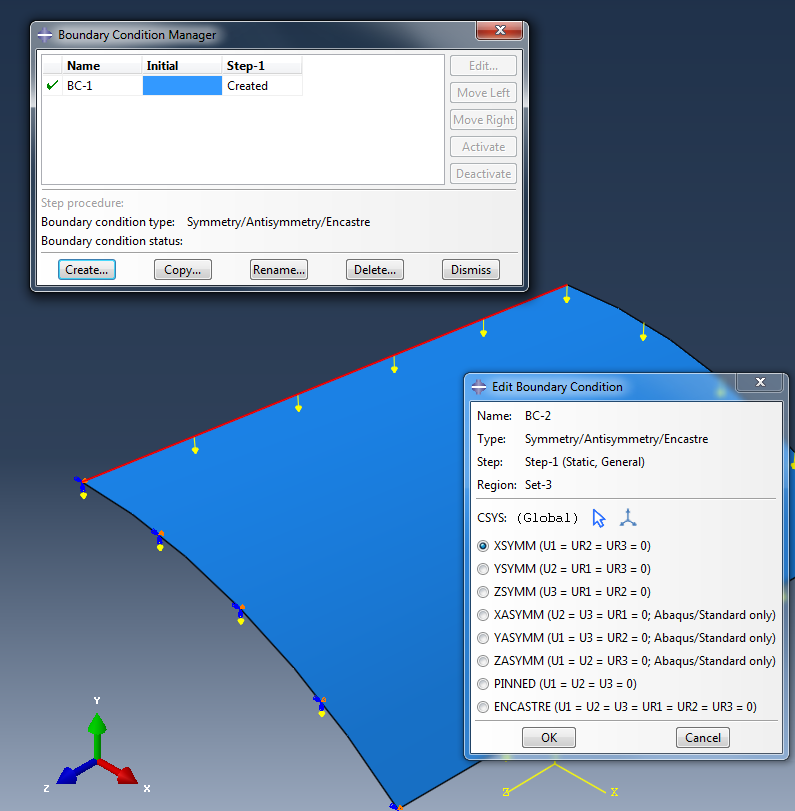 Boundary Condition Manager
Name Initial Step-1
BC-1 Created
Edit...
Move Left
Move Right
Activate
Deactivate
Step procedure:
Boundary condition type: Symmetry/Antisymmetry/Encastre
Boundary condition status:
Create... Copy... Rename... Delete... Dismiss
Edit Boundary Condition
Name: BC-2
Type: Symmetry/Antisymmetry/Encastre
Step: Step-1 (Static, General)
Region: Set-3
CSYS: (Global)
XSYMM (U1 = UR2 = UR3 = 0)
YSYMM (U2 = UR1 = UR3 = 0)
ZSYMM (U3 = UR1 = UR2 = 0)
XASYMM (U2 = U3 = UR1 = 0; Abaqus/Standard only)
YASYMM (U1 = U3 = UR2 = 0; Abaqus/Standard only)
ZASYMM (U1 = U2 = UR3 = 0; Abaqus/Standard only)
PINNED (U1 = U2 = U3 = 0)
ENCASTRE (U1 = U2 = U3 = UR1 = UR2 = UR3 = 0)
OK Cancel
Y
Z X
Z X